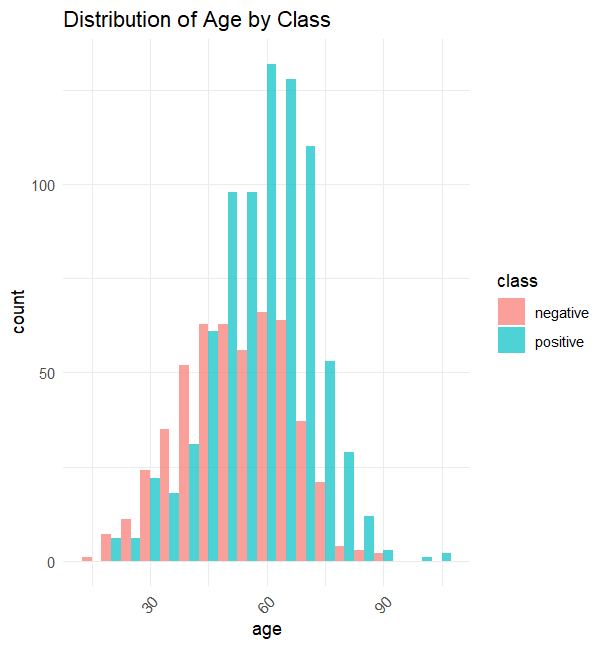 Distribution of Age by Class
100
50
0
count
30
60
90
age
class
negative
positive